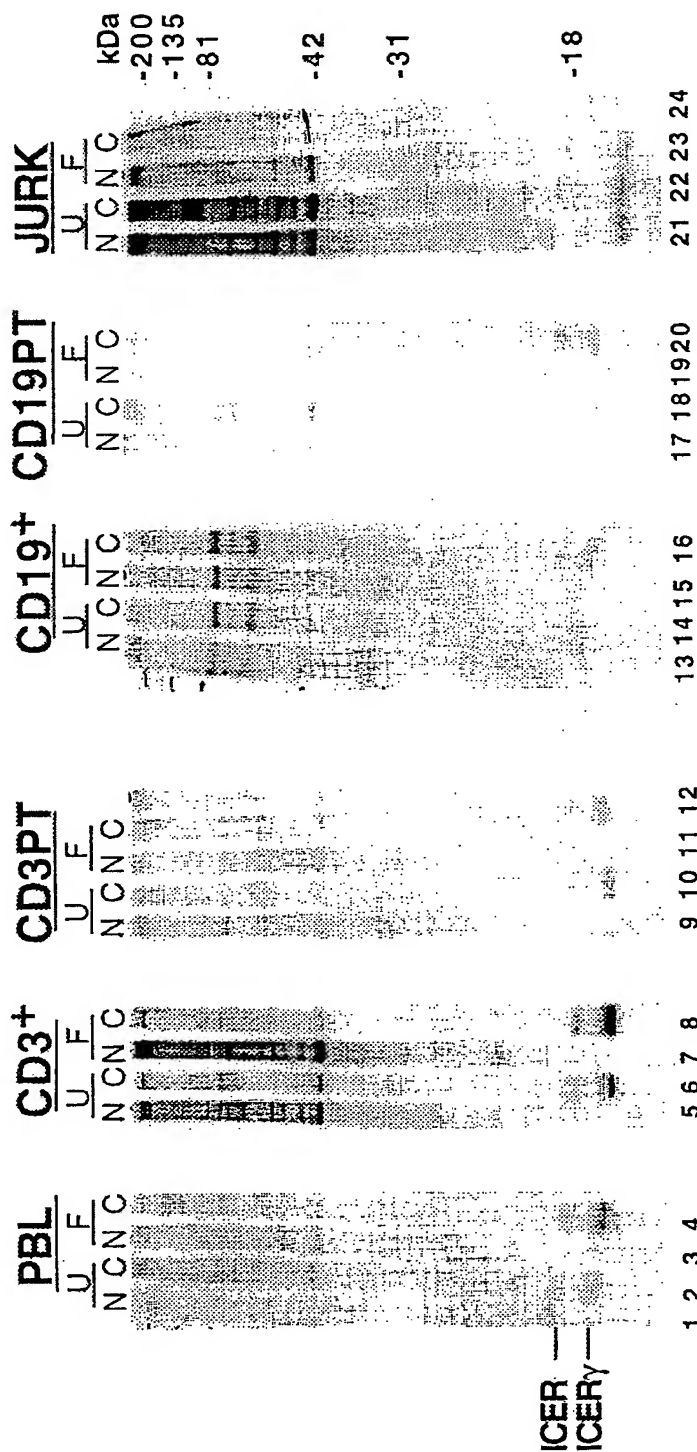 PBL CD3⁺ CD3PT CD19⁺ CD19PT JURK
U F U F U F U F U F U F
N C N C N C N C N C N C N C N C N C N C N C N C kDa
-200
-135
-81
-42
-31
-18
ICER
ICERγ
1 2 3 4 5 6 7 8 9 10 11 12 13 14 15 16 17 18 19 20 21 22 23 24